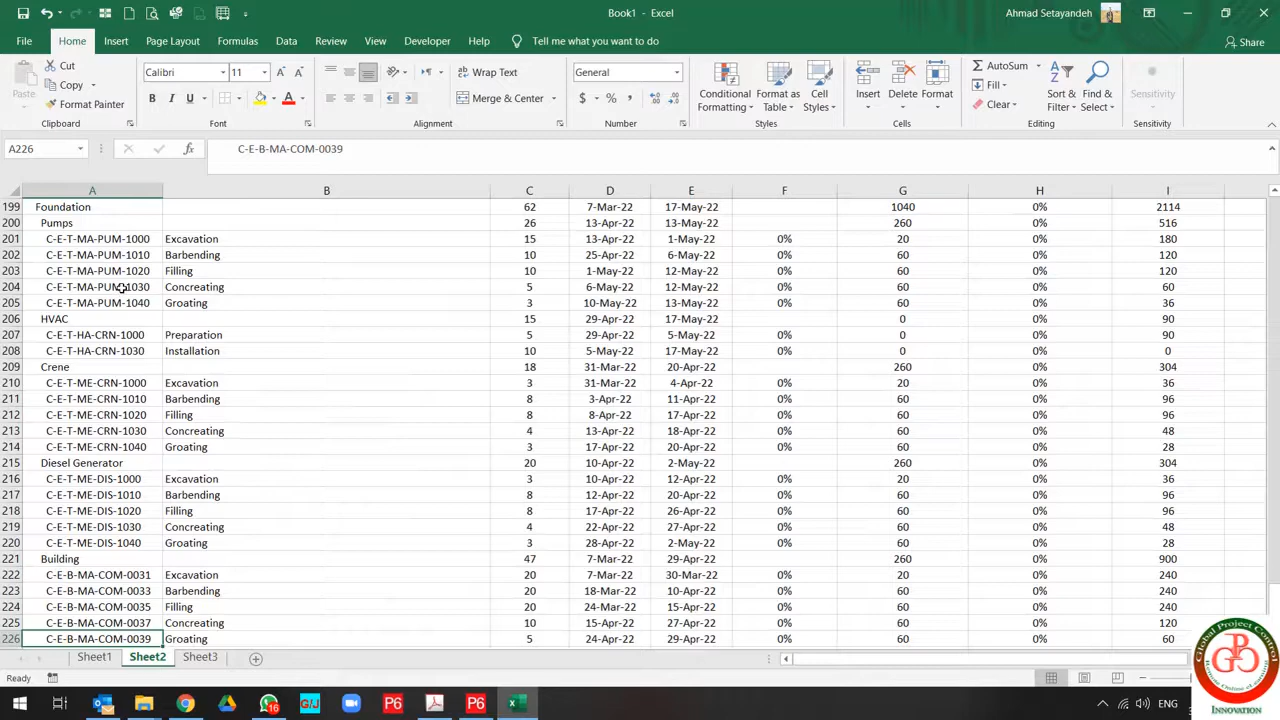 Book1 - Excel
Ahmad Setayandeh
File Home Insert Page Layout Formulas Data Review View Developer Help Tell me what you want to do Share
Cut
Copy
Format Painter
Paste
Clipboard
Calibri 11
B I U
Font
Wrap Text
Merge & Center
Alignment
General
$ % ,
Number
Conditional Formatting
Format as Table
Cell Styles
Styles
Insert Delete Format
Cells
AutoSum
Fill
Clear
Sort & Filter
Find & Select
Editing
Sensitivity
Sensitivity
A226 fx C-E-B-MA-COM-0039
A B C D E F G H I
199 Foundation 62 7-Mar-22 17-May-22 1040 0% 2114
200 Pumps 26 13-Apr-22 13-May-22 260 0% 516
201 C-E-T-MA-PUM-1000 Excavation 15 13-Apr-22 1-May-22 0% 20 0% 180
202 C-E-T-MA-PUM-1010 Barbending 10 25-Apr-22 6-May-22 0% 60 0% 120
203 C-E-T-MA-PUM-1020 Filling 10 1-May-22 12-May-22 0% 60 0% 120
204 C-E-T-MA-PUM-1030 Concreating 5 6-May-22 12-May-22 0% 60 0% 60
205 C-E-T-MA-PUM-1040 Groating 3 10-May-22 13-May-22 0% 60 0% 36
206 HVAC 15 29-Apr-22 17-May-22 0 0% 90
207 C-E-T-HA-CRN-1000 Preparation 5 29-Apr-22 5-May-22 0% 0 0% 90
208 C-E-T-HA-CRN-1030 Installation 10 5-May-22 17-May-22 0% 0 0% 0
209 Crene 18 31-Mar-22 20-Apr-22 260 0% 304
210 C-E-T-ME-CRN-1000 Excavation 3 31-Mar-22 4-Apr-22 0% 20 0% 36
211 C-E-T-ME-CRN-1010 Barbending 8 3-Apr-22 11-Apr-22 0% 60 0% 96
212 C-E-T-ME-CRN-1020 Filling 8 8-Apr-22 17-Apr-22 0% 60 0% 96
213 C-E-T-ME-CRN-1030 Concreating 4 13-Apr-22 18-Apr-22 0% 60 0% 48
214 C-E-T-ME-CRN-1040 Groating 3 17-Apr-22 20-Apr-22 0% 60 0% 28
215 Diesel Generator 20 10-Apr-22 2-May-22 260 0% 304
216 C-E-T-ME-DIS-1000 Excavation 3 10-Apr-22 12-Apr-22 0% 20 0% 36
217 C-E-T-ME-DIS-1010 Barbending 8 12-Apr-22 20-Apr-22 0% 60 0% 96
218 C-E-T-ME-DIS-1020 Filling 8 17-Apr-22 26-Apr-22 0% 60 0% 96
219 C-E-T-ME-DIS-1030 Concreating 4 22-Apr-22 27-Apr-22 0% 60 0% 48
220 C-E-T-ME-DIS-1040 Groating 3 28-Apr-22 2-May-22 0% 60 0% 28
221 Building 47 7-Mar-22 29-Apr-22 260 0% 900
222 C-E-B-MA-COM-0031 Excavation 20 7-Mar-22 30-Mar-22 0% 20 0% 240
223 C-E-B-MA-COM-0033 Barbending 20 18-Mar-22 10-Apr-22 0% 60 0% 240
224 C-E-B-MA-COM-0035 Filling 20 24-Mar-22 15-Apr-22 0% 60 0% 240
225 C-E-B-MA-COM-0037 Concreating 10 15-Apr-22 27-Apr-22 0% 60 0% 120
226 C-E-B-MA-COM-0039 Groating 5 24-Apr-22 29-Apr-22 0% 60 0% 60
Sheet1 Sheet2 Sheet3
Ready
16 G/J P6 P6 ENG
Global Project Control
Remote Online eLearning
INNOVATION